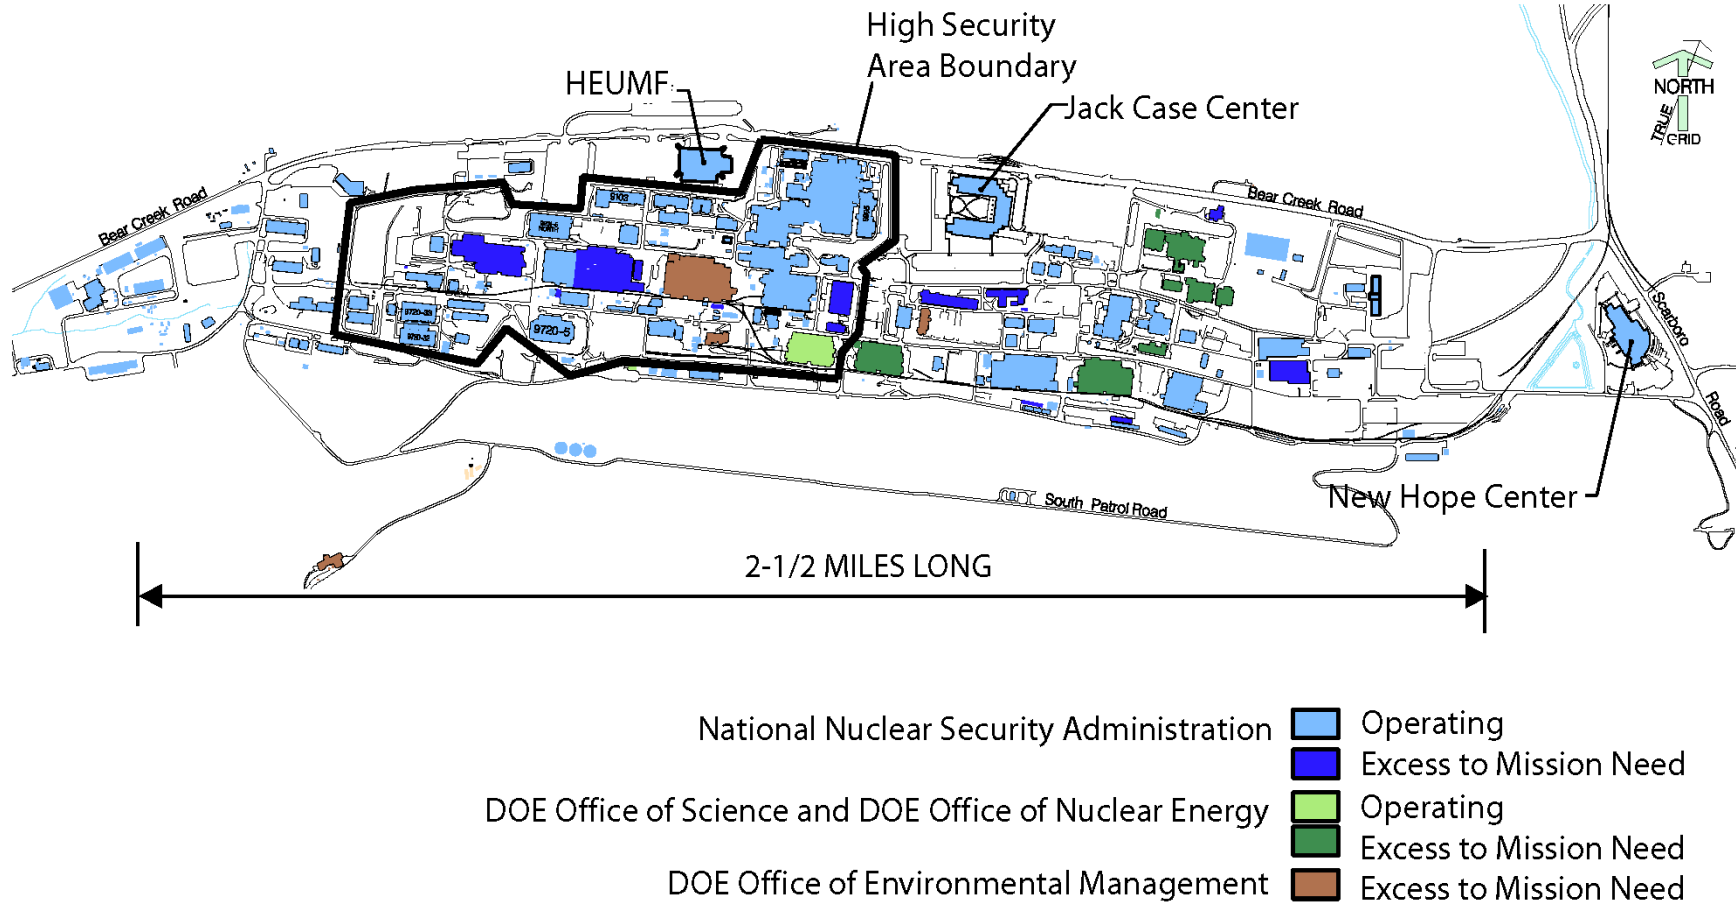 High Security
Area Boundary
HEUMF
Jack Case Center
NORTH
TRUE
GRID
Bear Creek Road
Bear Creek Road
9103
9720-5
9720-33
Scarboro
Road
New Hope Center
South Patrol Road
2-1/2 MILES LONG
National Nuclear Security Administration
Operating
Excess to Mission Need
DOE Office of Science and DOE Office of Nuclear Energy
Operating
Excess to Mission Need
DOE Office of Environmental Management
Excess to Mission Need